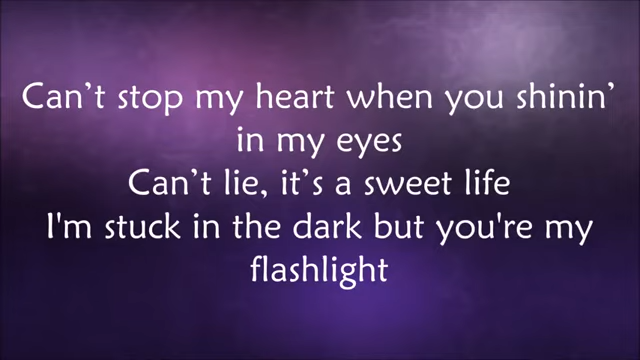 Can’t stop my heart when you shinin’
in my eyes
Can’t lie, it’s a sweet life
I'm stuck in the dark but you're my
flashlight